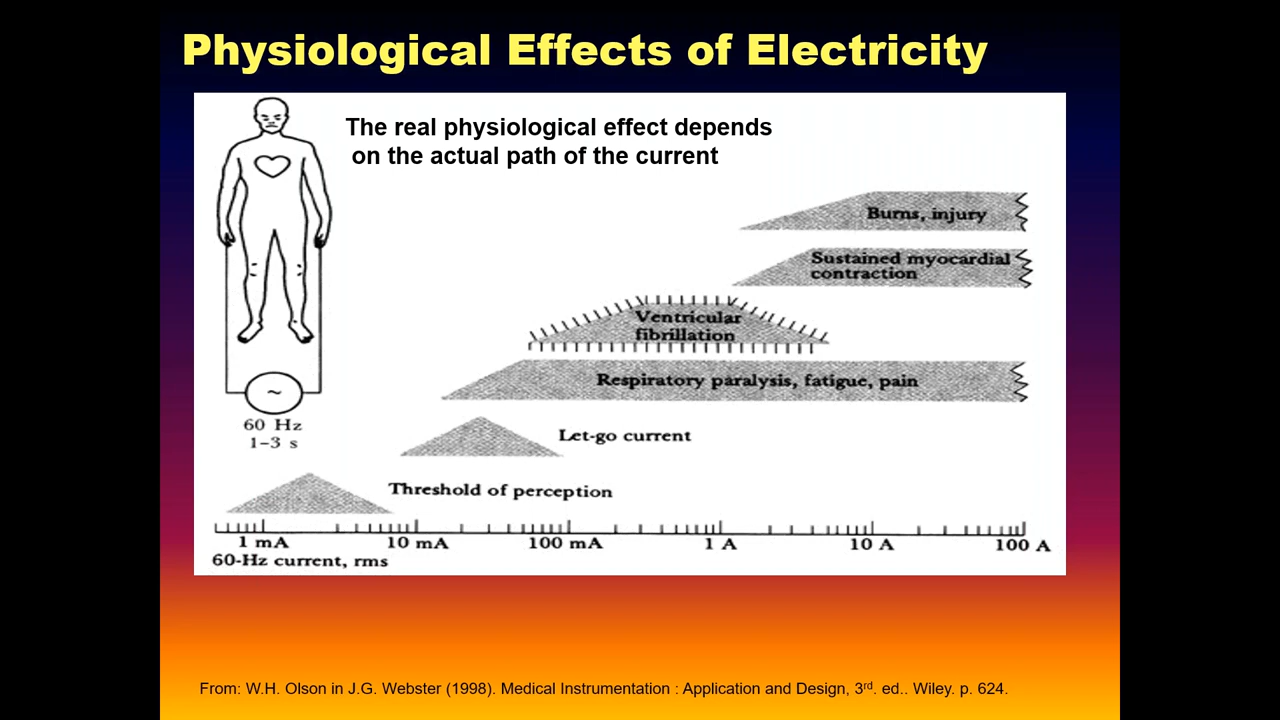 Physiological Effects of Electricity
The real physiological effect depends
on the actual path of the current
Burns, injury
Sustained myocardial
contraction
Ventricular
fibrillation
Respiratory paralysis, fatigue, pain
~
60 Hz
1–3 s
Let-go current
Threshold of perception
1 mA 10 mA 100 mA 1 A 10 A 100 A
60-Hz current, rms
From: W.H. Olson in J.G. Webster (1998). Medical Instrumentation : Application and Design, 3rd. ed.. Wiley. p. 624.